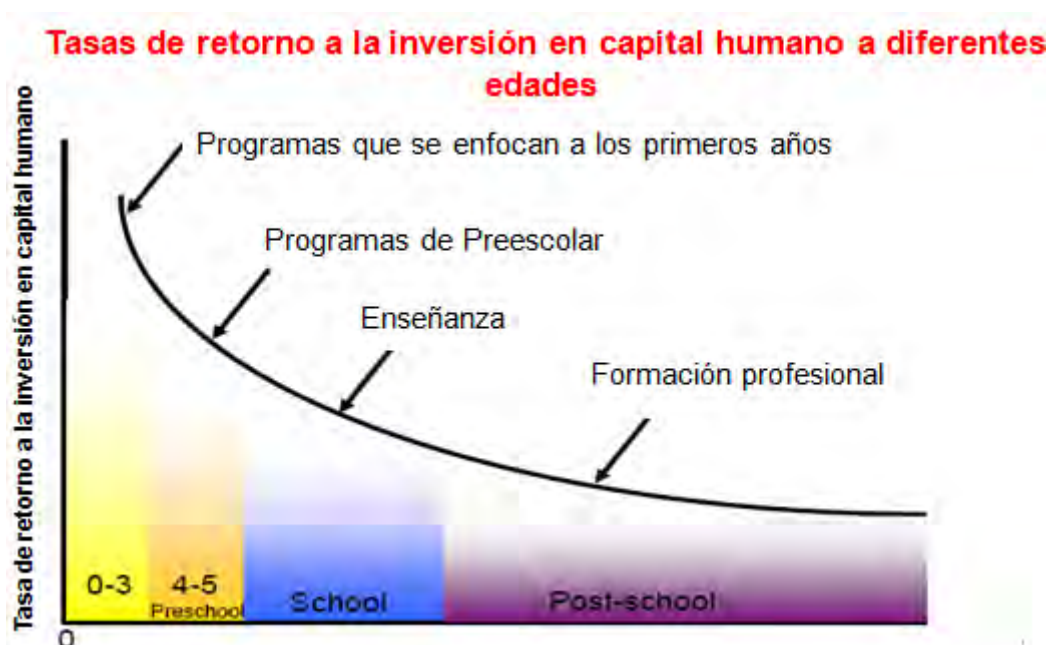 Tasas de retorno a la inversión en capital humano a diferentes
edades
Tasa de retorno a la inversión en capital humano
Programas que se enfocan a los primeros años
Programas de Preescolar
Enseñanza
Formación profesional
0-3
4-5
Preschool
School
Post-school
0